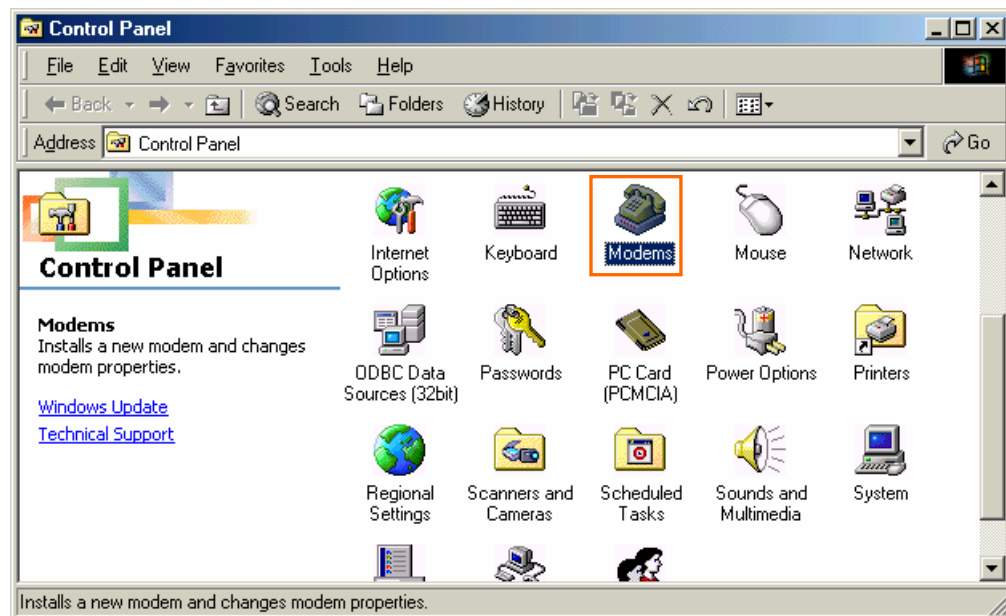 Control Panel
File Edit View Favorites Tools Help
Back Search Folders History
Address Control Panel Go
Control Panel
Modems
Installs a new modem and changes
modem properties.
Windows Update
Technical Support
Internet
Options
Keyboard
Modems
Mouse
Network
ODBC Data
Sources (32bit)
Passwords
PC Card
(PCMCIA)
Power Options
Printers
Regional
Settings
Scanners and
Cameras
Scheduled
Tasks
Sounds and
Multimedia
System
Installs a new modem and changes modem properties.